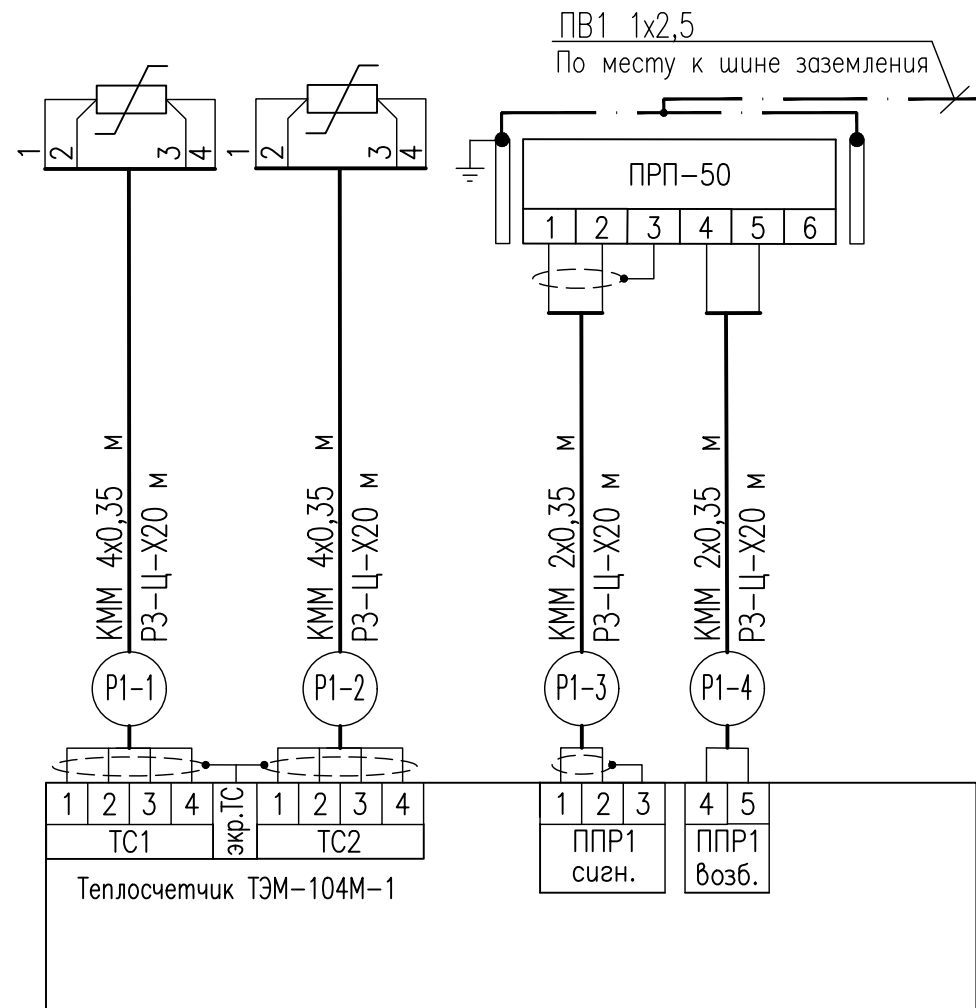 ПВ1 1х2,5
По месту к шине заземления
1 2 3 4
1 2 3 4
ПРП-50
1 2 3 4 5 6
КММ 4х0,35 м
РЗ-Ц-Х20 м
КММ 4х0,35 м
РЗ-Ц-Х20 м
КММ 2х0,35 м
РЗ-Ц-Х20 м
КММ 2х0,35 м
РЗ-Ц-Х20 м
Р1-1
Р1-2
Р1-3
Р1-4
1 2 3 4
экр.ТС
1 2 3 4
1 2 3
4 5
ТС1
ТС2
ППР1
сигн.
ППР1
возб.
Теплосчетчик ТЭМ-104М-1